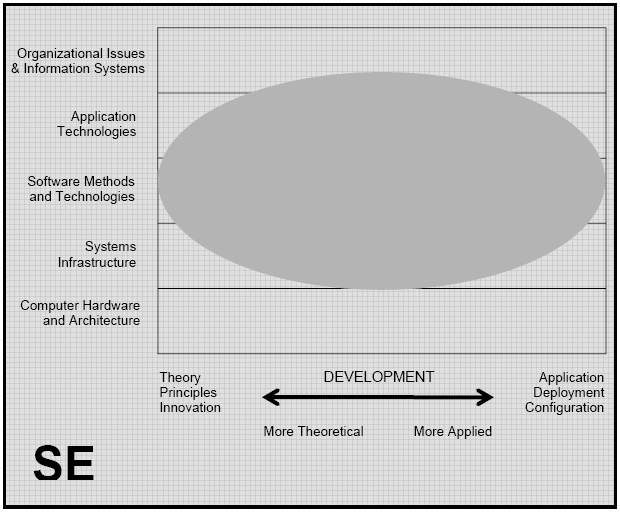 Organizational Issues
& Information Systems
Application
Technologies
Software Methods
and Technologies
Systems
Infrastructure
Computer Hardware
and Architecture
Theory
Principles
Innovation
DEVELOPMENT
Application
Deployment
Configuration
More Theoretical
More Applied
SE